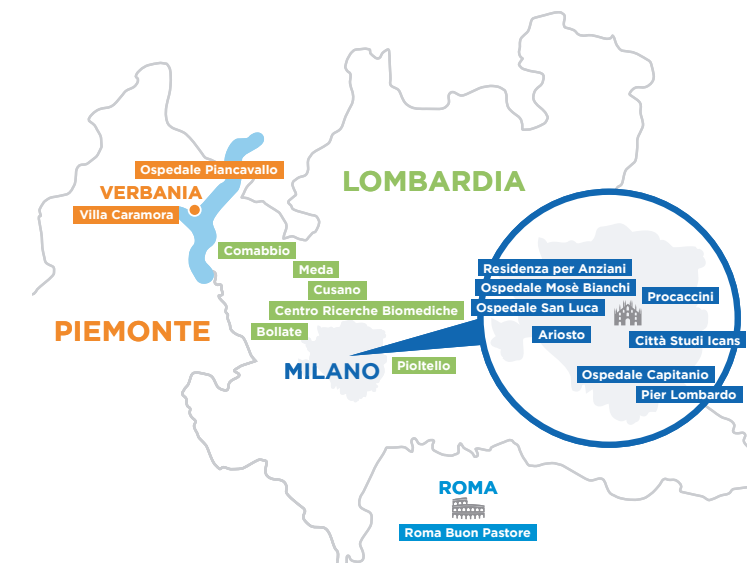 Ospedale Piancavallo
LOMBARDIA
VERBANIA
Villa Caramora
Comabbio
Meda
Residenza per Anziani
Cusano
Ospedale Mosè Bianchi
Procaccini
Centro Ricerche Biomediche
Ospedale San Luca
PIEMONTE
Bollate
Ariosto
Città Studi Icans
MILANO
Pioltello
Ospedale Capitanio
Pier Lombardo
ROMA
Roma Buon Pastore